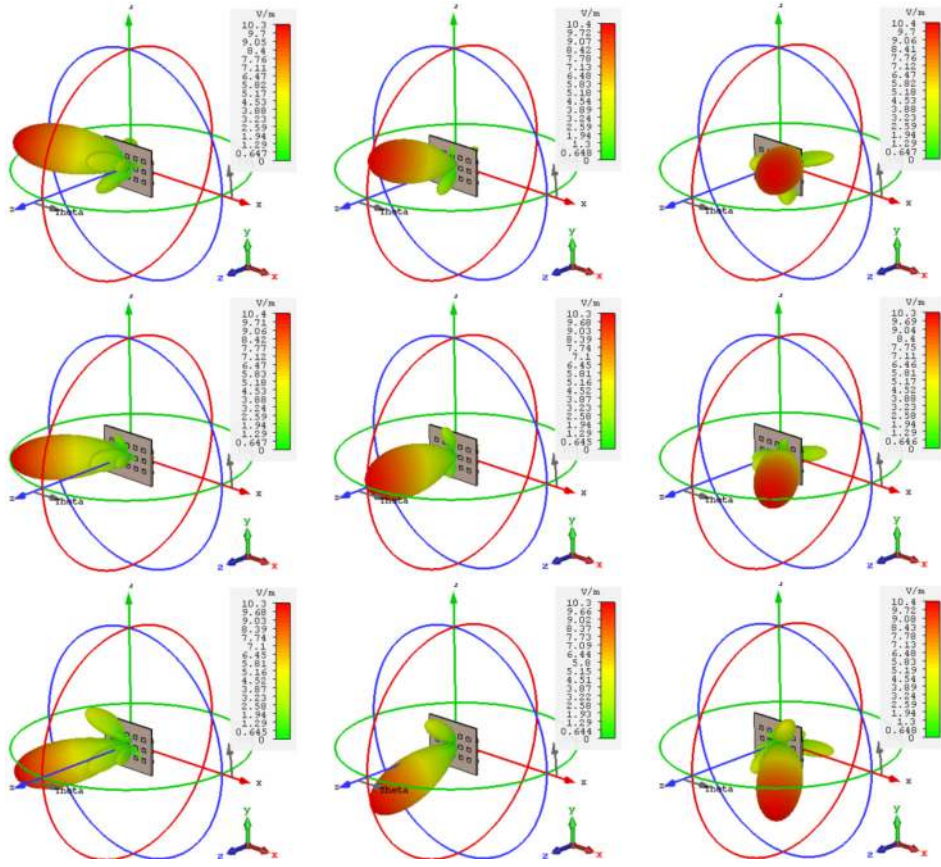 V/m
10.3
9.7
9.05
8.4
7.76
7.11
6.47
5.82
5.17
4.53
3.88
3.23
2.59
1.94
1.29
0.647
0
x
z
Theta
y
z
x
V/m
10.4
9.72
9.07
8.42
7.78
7.13
6.48
5.83
5.18
4.54
3.89
3.24
2.59
1.94
1.3
0.648
0
x
z
Theta
y
z
x
V/m
10.4
9.7
9.06
8.41
7.76
7.12
6.47
5.82
5.18
4.53
3.88
3.23
2.59
1.94
1.29
0.647
0
x
z
Theta
y
z
x
V/m
10.4
9.71
9.06
8.42
7.77
7.12
6.47
5.83
5.18
4.53
3.88
3.24
2.59
1.94
1.29
0.647
0
x
z
Theta
y
z
x
V/m
10.3
9.68
9.04
8.39
7.74
7.1
6.45
5.81
5.16
4.52
3.87
3.23
2.58
1.94
1.29
0.645
0
x
z
Theta
y
z
x
V/m
10.3
9.69
9.04
8.4
7.75
7.11
6.46
5.81
5.17
4.52
3.88
3.23
2.58
1.94
1.29
0.646
0
x
z
Theta
y
z
x
V/m
10.3
9.68
9.03
8.39
7.74
7.1
6.45
5.81
5.16
4.52
3.87
3.23
2.58
1.94
1.29
0.645
0
x
z
Theta
y
z
x
V/m
10.3
9.66
9.02
8.37
7.73
7.09
6.44
5.8
5.15
4.51
3.87
3.22
2.58
1.93
1.29
0.644
0
x
z
Theta
y
z
x
V/m
10.4
9.72
9.08
8.43
7.78
7.13
6.48
5.83
5.19
4.54
3.89
3.24
2.59
1.94
1.3
0.648
0
x
z
Theta
y
z
x